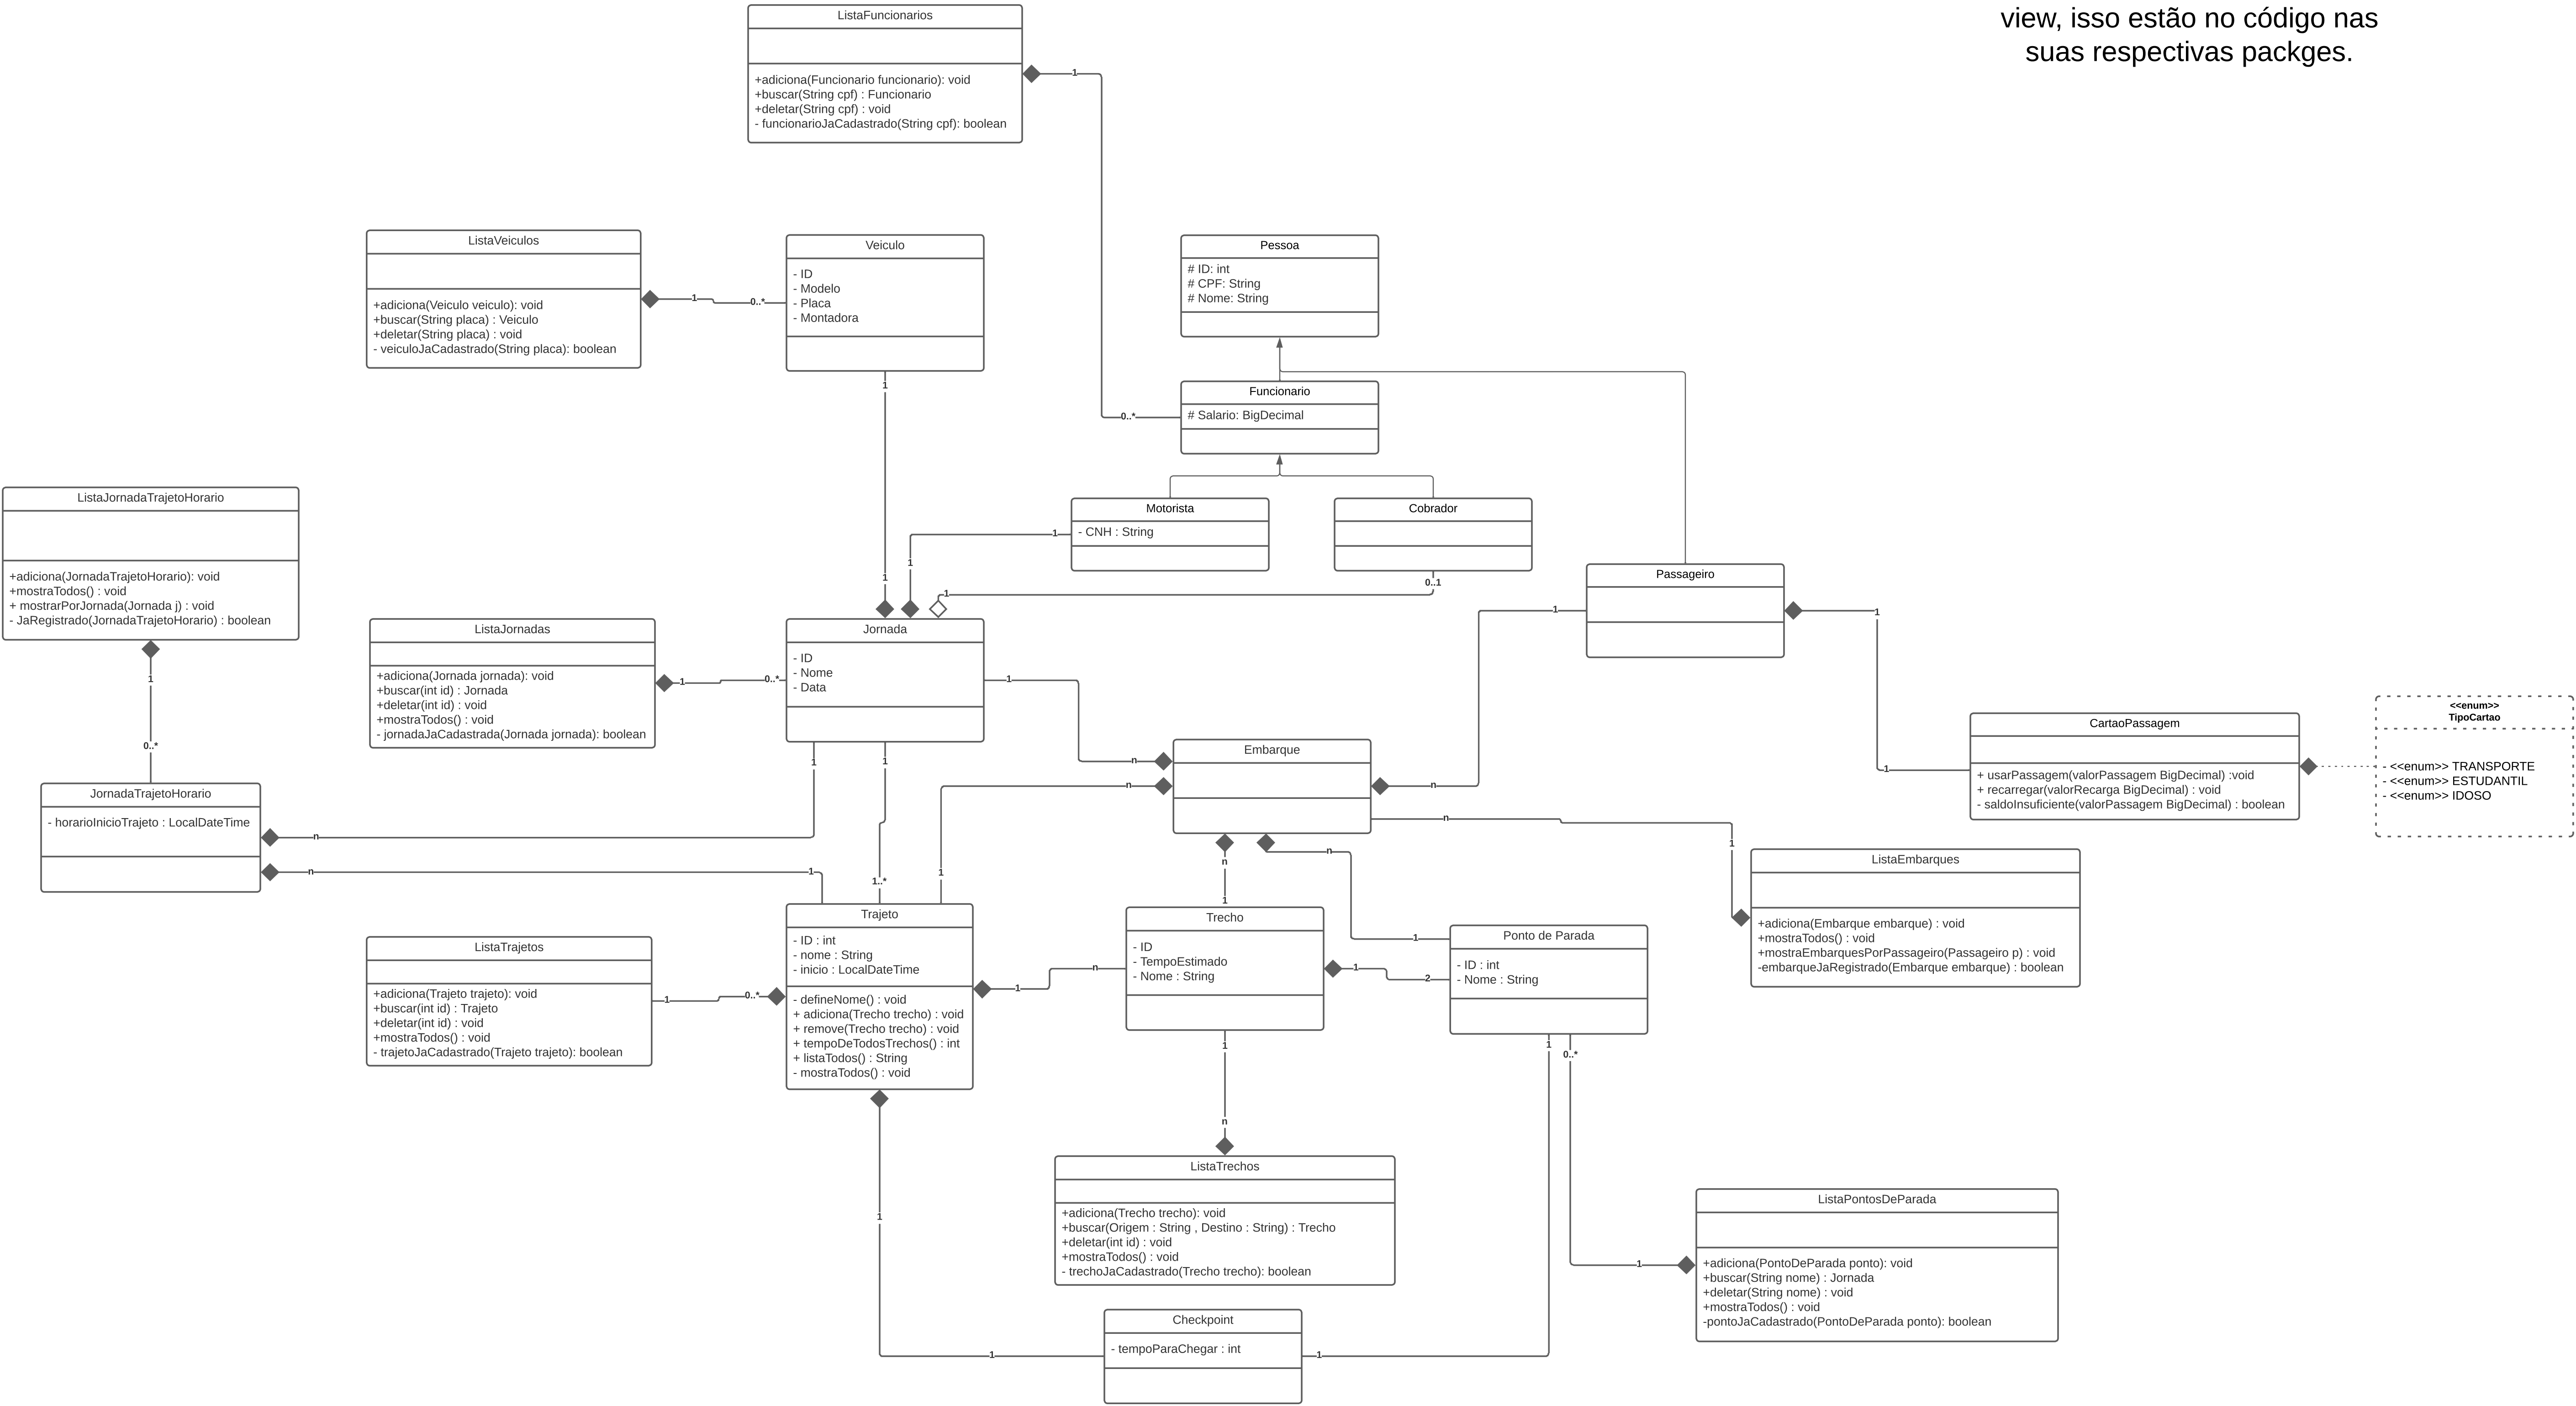 view, isso estão no código nas
suas respectivas packges.
ListaFuncionarios
+adiciona(Funcionario funcionario): void
+buscar(String cpf) : Funcionario
+deletar(String cpf) : void
- funcionarioJaCadastrado(String cpf): boolean
1
0..*
ListaVeiculos
+adiciona(Veiculo veiculo): void
+buscar(String placa) : Veiculo
+deletar(String placa) : void
- veiculoJaCadastrado(String placa): boolean
1
0..*
Veiculo
- ID
- Modelo
- Placa
- Montadora
1
1
Pessoa
# ID: int
# CPF: String
# Nome: String
Funcionario
# Salario: BigDecimal
Motorista
- CNH : String
1
1
Cobrador
0..1
1
Passageiro
1
1
1
n
ListaJornadaTrajetoHorario
+adiciona(JornadaTrajetoHorario): void
+mostraTodos() : void
+ mostrarPorJornada(Jornada j) : void
- JaRegistrado(JornadaTrajetoHorario) : boolean
1
0..*
ListaJornadas
+adiciona(Jornada jornada): void
+buscar(int id) : Jornada
+deletar(int id) : void
+mostraTodos() : void
- jornadaJaCadastrada(Jornada jornada): boolean
1
0..*
Jornada
- ID
- Nome
- Data
1
n
1
1
1..*
Embarque
n
1
n
1
n
1
n
1
CartaoPassagem
+ usarPassagem(valorPassagem BigDecimal) :void
+ recarregar(valorRecarga BigDecimal) : void
- saldoInsuficiente(valorPassagem BigDecimal) : boolean
<<enum>>
TipoCartao
- <<enum>> TRANSPORTE
- <<enum>> ESTUDANTIL
- <<enum>> IDOSO
JornadaTrajetoHorario
- horarioInicioTrajeto : LocalDateTime
n
n
1
ListaEmbarques
+adiciona(Embarque embarque) : void
+mostraTodos() : void
+mostraEmbarquesPorPassageiro(Passageiro p) : void
-embarqueJaRegistrado(Embarque embarque) : boolean
ListaTrajetos
+adiciona(Trajeto trajeto): void
+buscar(int id) : Trajeto
+deletar(int id) : void
+mostraTodos() : void
- trajetoJaCadastrado(Trajeto trajeto): boolean
1
0..*
Trajeto
- ID : int
- nome : String
- inicio : LocalDateTime
- defineNome() : void
+ adiciona(Trecho trecho) : void
+ remove(Trecho trecho) : void
+ tempoDeTodosTrechos() : int
+ listaTodos() : String
- mostraTodos() : void
1
n
Trecho
- ID
- TempoEstimado
- Nome : String
1
2
Ponto de Parada
- ID : int
- Nome : String
1
0..*
1
n
ListaTrechos
+adiciona(Trecho trecho): void
+buscar(Origem : String , Destino : String) : Trecho
+deletar(int id) : void
+mostraTodos() : void
- trechoJaCadastrado(Trecho trecho): boolean
ListaPontosDeParada
+adiciona(PontoDeParada ponto): void
+buscar(String nome) : Jornada
+deletar(String nome) : void
+mostraTodos() : void
-pontoJaCadastrado(PontoDeParada ponto): boolean
1
1
1
Checkpoint
- tempoParaChegar : int
1